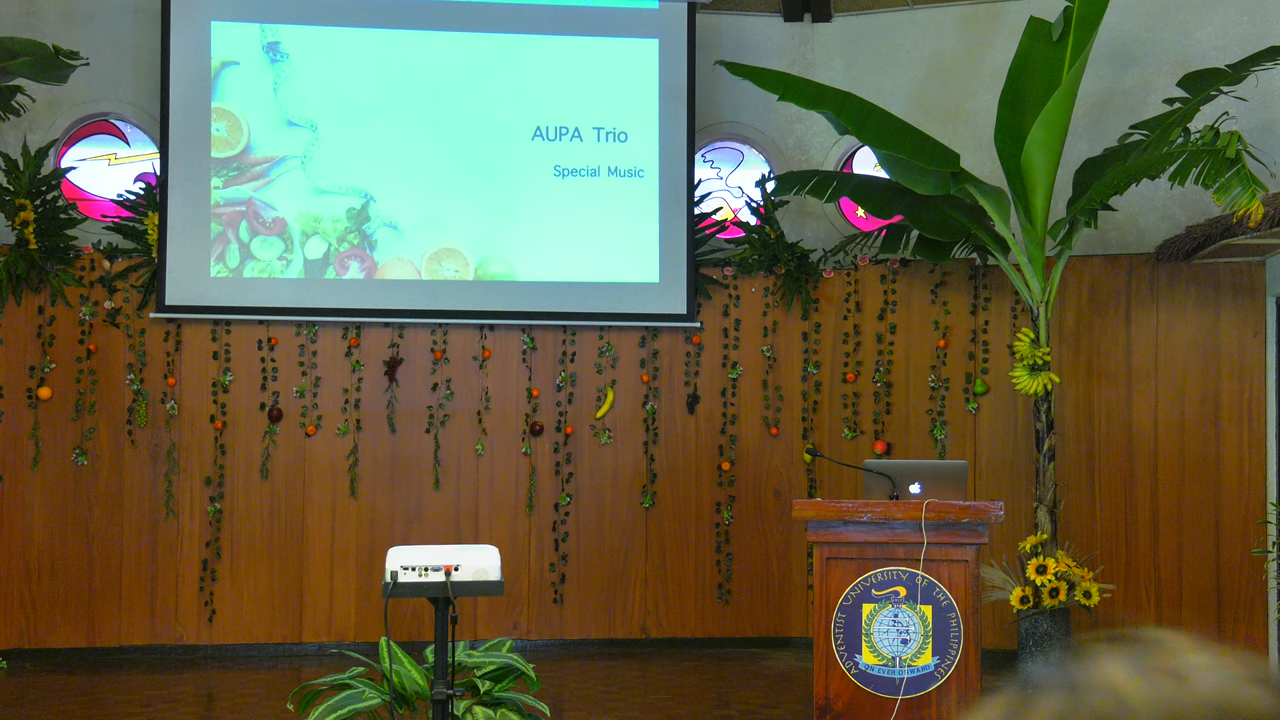 AUPA Trio
Special Music
ADVENTIST UNIVERSITY OF THE PHILIPPINES
ON EVER ONWARD